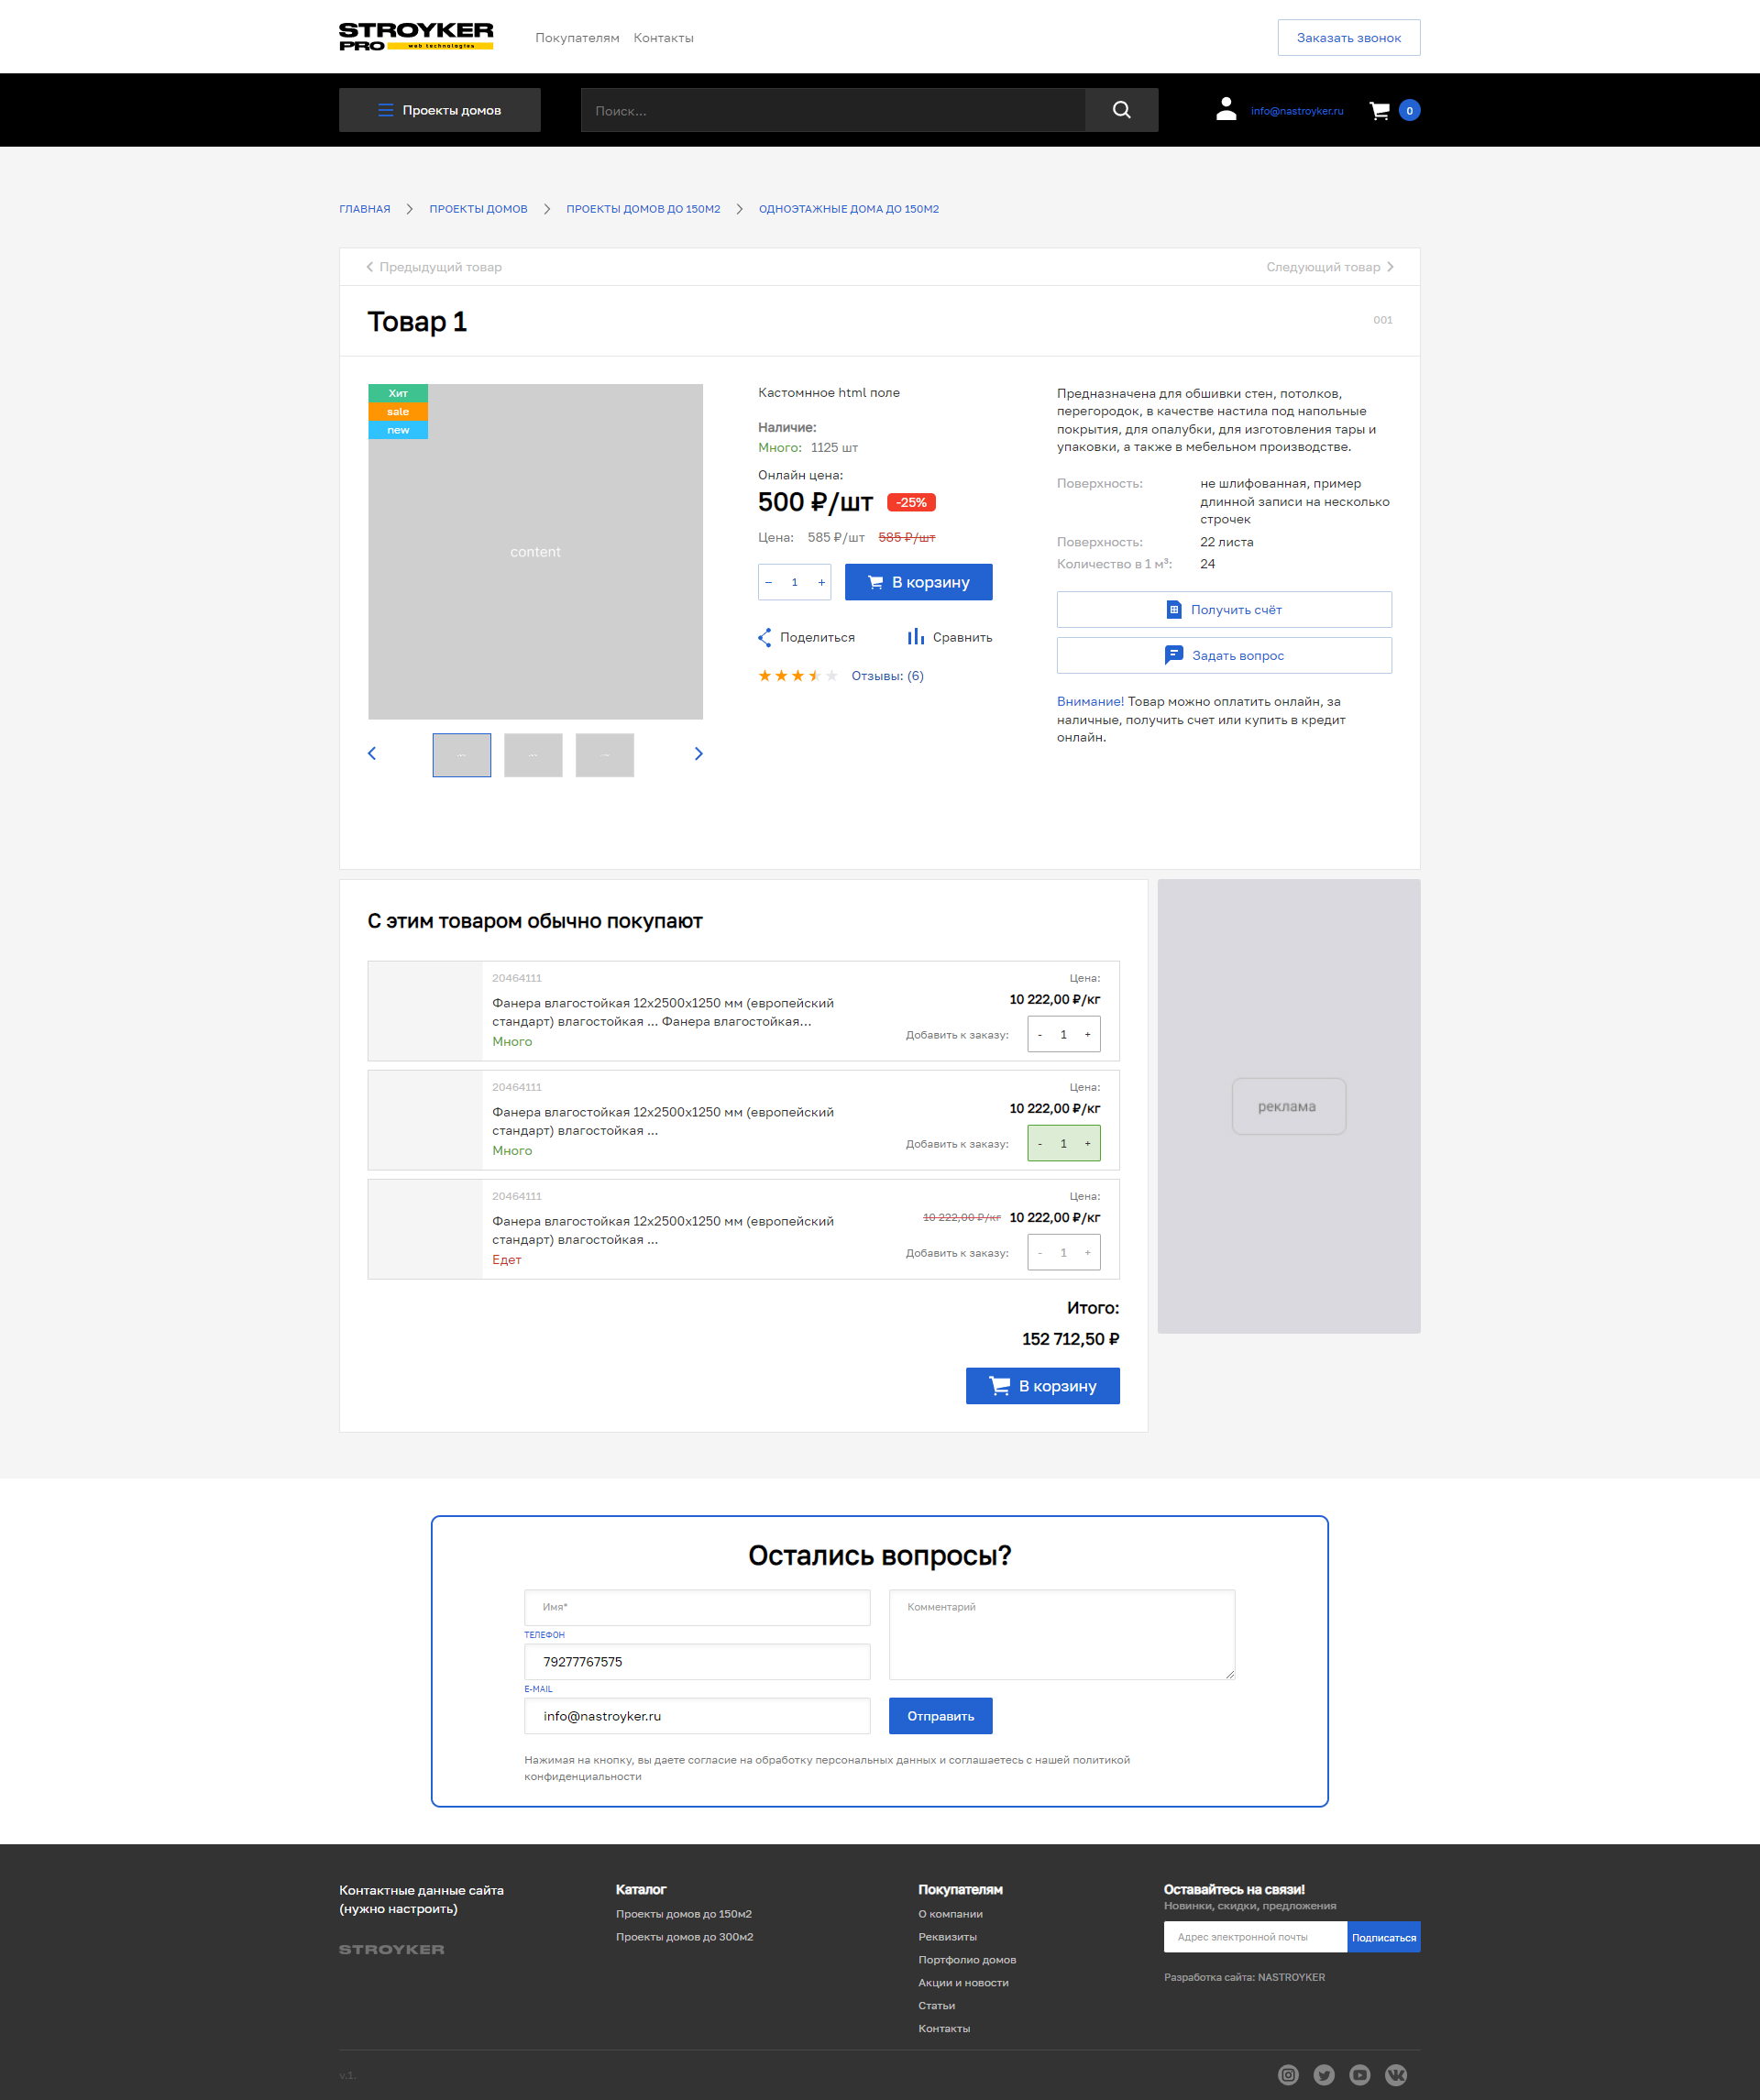 STROYKER
PRO web technologies
Покупателям Контакты
Заказать звонок
Проекты домов
Поиск...
info@nastroyker.ru
0
ГЛАВНАЯ
ПРОЕКТЫ ДОМОВ
ПРОЕКТЫ ДОМОВ ДО 150М2
ОДНОЭТАЖНЫЕ ДОМА ДО 150М2
Предыдущий товар
Следующий товар
Товар 1
001
Хит
sale
new
content
Кастомнное html поле
Наличие:
Много: 1125 шт
Онлайн цена:
500 ₽/шт -25%
Цена: 585 ₽/шт 585 ₽/шт
– 1 +
В корзину
Поделиться
Сравнить
Отзывы: (6)
Предназначена для обшивки стен, потолков,
перегородок, в качестве настила под напольные
покрытия, для опалубки, для изготовления тары и
упаковки, а также в мебельном производстве.
Поверхность: не шлифованная, пример
длинной записи на несколько
строчек
Поверхность: 22 листа
Количество в 1 м³: 24
Получить счёт
Задать вопрос
Внимание! Товар можно оплатить онлайн, за
наличные, получить счет или купить в кредит
онлайн.
С этим товаром обычно покупают
20464111
Фанера влагостойкая 12х2500х1250 мм (европейский
стандарт) влагостойкая ... Фанера влагостойкая...
Много
Цена:
10 222,00 ₽/кг
Добавить к заказу: - 1 +
20464111
Фанера влагостойкая 12х2500х1250 мм (европейский
стандарт) влагостойкая ...
Много
Цена:
10 222,00 ₽/кг
Добавить к заказу: - 1 +
20464111
Фанера влагостойкая 12х2500х1250 мм (европейский
стандарт) влагостойкая ...
Едет
Цена:
10 222,00 ₽/кг 10 222,00 ₽/кг
Добавить к заказу: - 1 +
Итого:
152 712,50 ₽
В корзину
реклама
Остались вопросы?
Имя*
ТЕЛЕФОН
79277767575
E-MAIL
info@nastroyker.ru
Комментарий
Отправить
Нажимая на кнопку, вы даете согласие на обработку персональных данных и соглашаетесь с нашей политикой
конфиденциальности
Контактные данные сайта
(нужно настроить)
STROYKER
Каталог
Проекты домов до 150м2
Проекты домов до 300м2
Покупателям
О компании
Реквизиты
Портфолио домов
Акции и новости
Статьи
Контакты
Оставайтесь на связи!
Новинки, скидки, предложения
Адрес электронной почты
Подписаться
Разработка сайта: NASTROYKER
v.1.